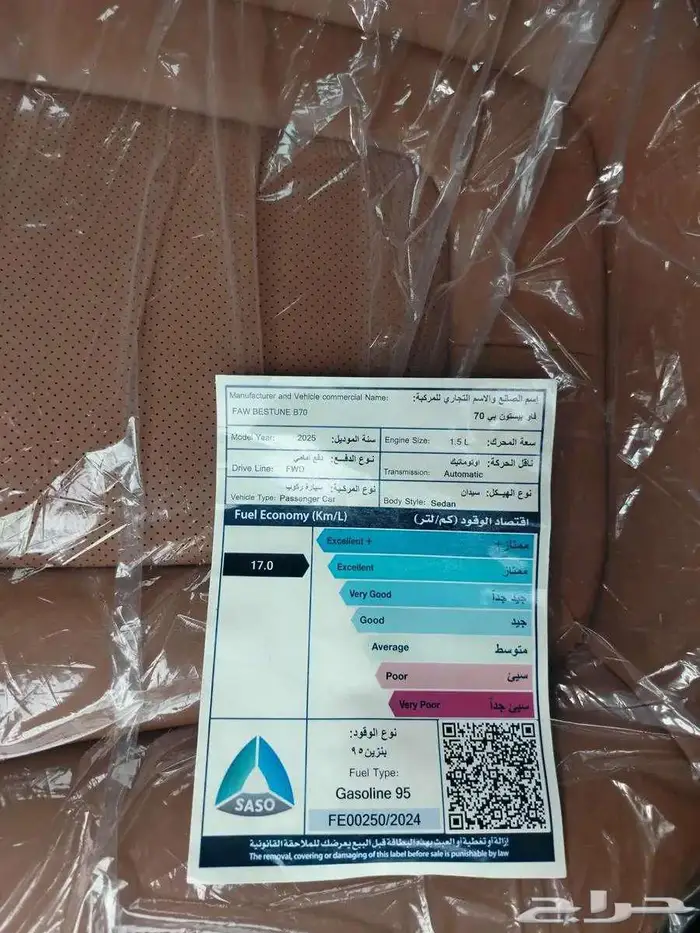 Manufacturer and Vehicle commercial Name: إسم الصانع والاسم التجاري للمركبة:
FAW BESTUNE B70 فاو بيستون بي 70
Model Year: 2025 سنة الموديل: Engine Size: 1.5 L سعة المحرك:
Drive Line: FWD نوع الدفع: دفع أمامي Transmission: Automatic ناقل الحركة: اوتوماتيك
Vehicle Type: Passenger Car نوع المركبة: سيارة ركوب Body Style: Sedan نوع الهيكل: سيدان
Fuel Economy (Km/L) اقتصاد الوقود (كم/لتر)
Excellent + ممتاز+
17.0 Excellent ممتاز
Very Good جيد جداً
Good جيد
Average متوسط
Poor سيئ
Very Poor سيئ جداً
نوع الوقود:
بنزين ٩٥
Fuel Type:
Gasoline 95
SASO
FE00250/2024
إزالة أو تغطية أو العبث بهذه البطاقة قبل البيع يعرضك للملاحقة القانونية
The removal, covering or damaging of this label before sale is punishable by law
حراج